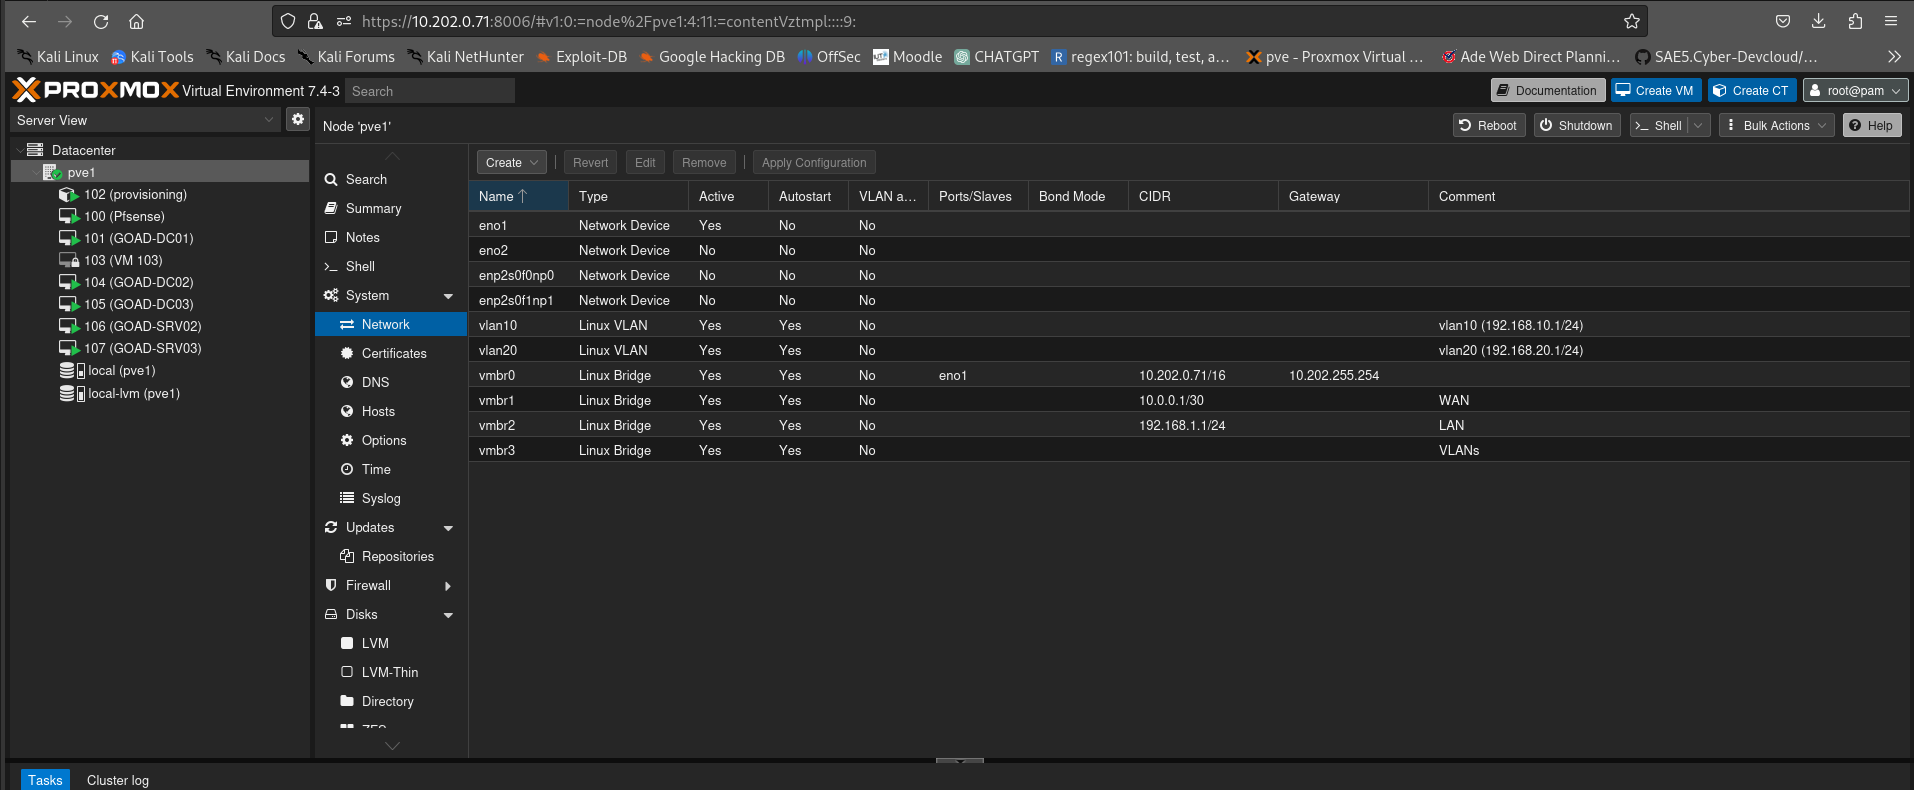 https://10.202.0.71:8006/#v1:0:=node%2Fpve1:4:11:=contentVztmpl::::9:
Kali Linux Kali Tools Kali Docs Kali Forums Kali NetHunter Exploit-DB Google Hacking DB OffSec Moodle CHATGPT regex101: build, test, a… pve - Proxmox Virtual … Ade Web Direct Planni… SAE5.Cyber-Devcloud/…
PROXMOX Virtual Environment 7.4-3 Search Documentation Create VM Create CT root@pam
Server View
Node 'pve1' Reboot Shutdown Shell Bulk Actions Help
Datacenter
pve1
102 (provisioning)
100 (Pfsense)
101 (GOAD-DC01)
103 (VM 103)
104 (GOAD-DC02)
105 (GOAD-DC03)
106 (GOAD-SRV02)
107 (GOAD-SRV03)
local (pve1)
local-lvm (pve1)
Search
Summary
Notes
Shell
System
Network
Certificates
DNS
Hosts
Options
Time
Syslog
Updates
Repositories
Firewall
Disks
LVM
LVM-Thin
Directory
ZFS
Create Revert Edit Remove Apply Configuration
Name Type Active Autostart VLAN a… Ports/Slaves Bond Mode CIDR Gateway Comment
eno1 Network Device Yes No No
eno2 Network Device No No No
enp2s0f0np0 Network Device No No No
enp2s0f1np1 Network Device No No No
vlan10 Linux VLAN Yes Yes No vlan10 (192.168.10.1/24)
vlan20 Linux VLAN Yes Yes No vlan20 (192.168.20.1/24)
vmbr0 Linux Bridge Yes Yes No eno1 10.202.0.71/16 10.202.255.254
vmbr1 Linux Bridge Yes Yes No 10.0.0.1/30 WAN
vmbr2 Linux Bridge Yes Yes No 192.168.1.1/24 LAN
vmbr3 Linux Bridge Yes Yes No VLANs
Tasks Cluster log